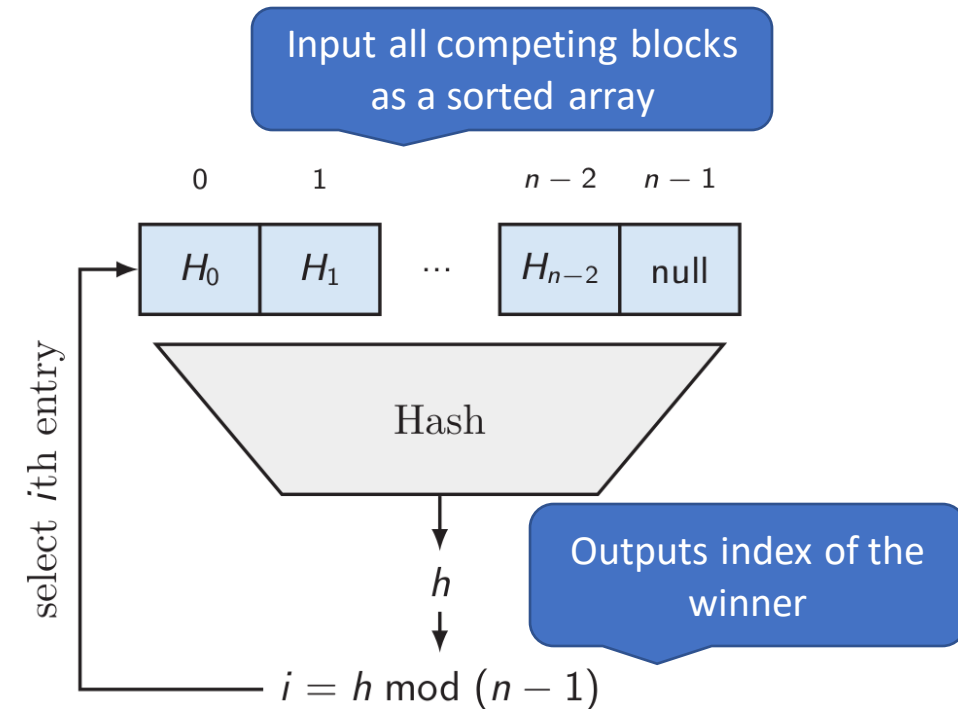 Input all competing blocks
as a sorted array
0 1 n − 2 n − 1
H₀ H₁ ... Hₙ₋₂ null
select ith entry
Hash
h
Outputs index of the
winner
i = h mod (n − 1)